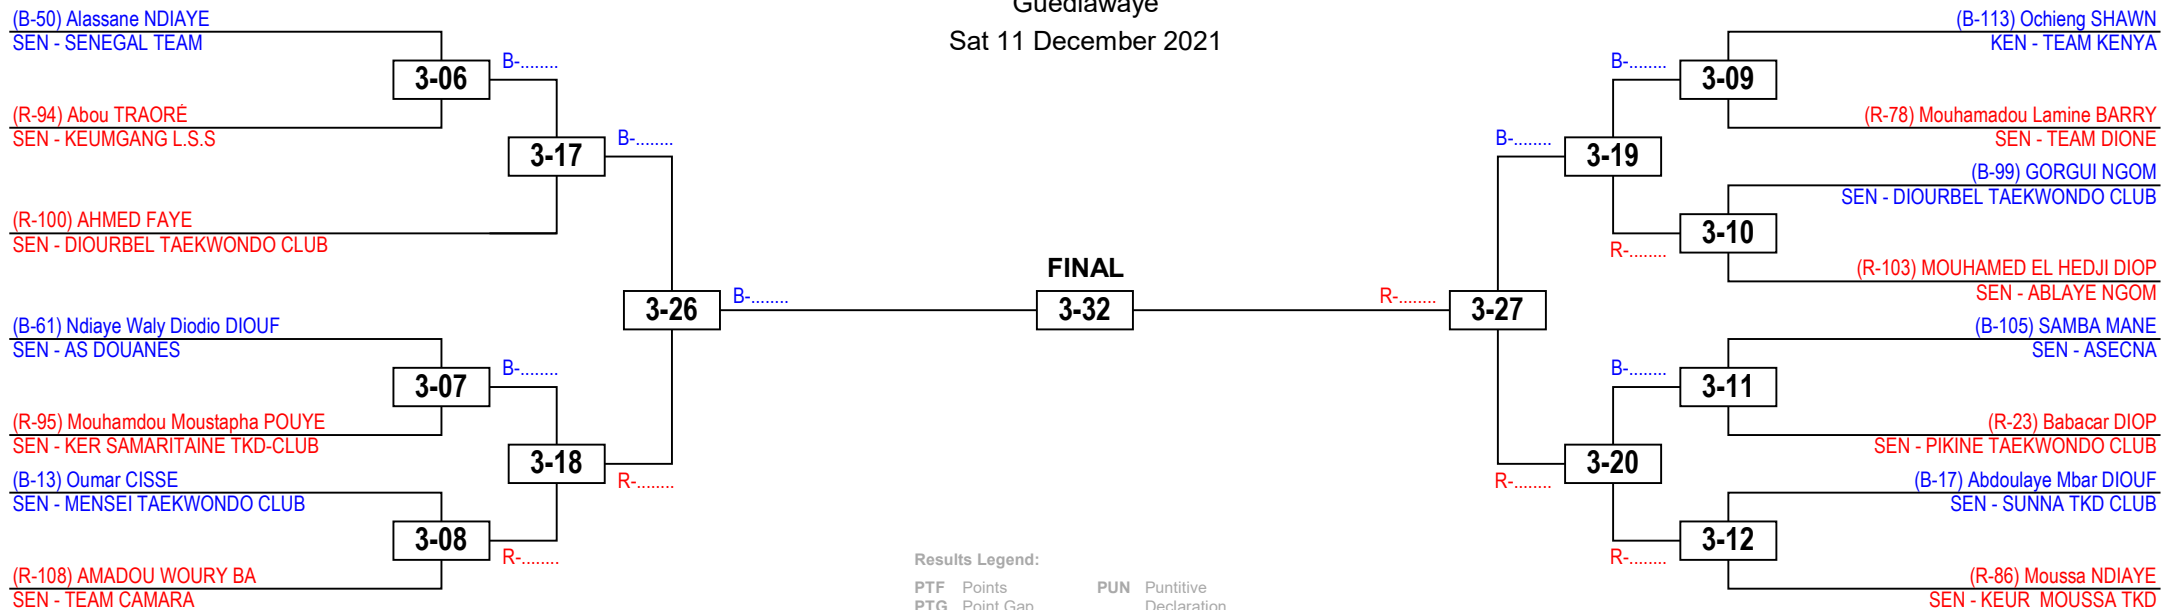 Guediawaye
Sat 11 December 2021
(B-50) Alassane NDIAYE
SEN - SENEGAL TEAM
3-06
B-........
(R-94) Abou TRAORÉ
SEN - KEUMGANG L.S.S
3-17
B-........
(R-100) AHMED FAYE
SEN - DIOURBEL TAEKWONDO CLUB
3-26
B-........
(B-61) Ndiaye Waly Diodio DIOUF
SEN - AS DOUANES
3-07
B-........
(R-95) Mouhamdou Moustapha POUYE
SEN - KER SAMARITAINE TKD-CLUB
3-18
R-........
(B-13) Oumar CISSE
SEN - MENSEI TAEKWONDO CLUB
3-08
R-........
(R-108) AMADOU WOURY BA
SEN - TEAM CAMARA
FINAL
3-32
(B-113) Ochieng SHAWN
KEN - TEAM KENYA
B-........
3-09
(R-78) Mouhamadou Lamine BARRY
SEN - TEAM DIONE
B-........
3-19
(B-99) GORGUI NGOM
SEN - DIOURBEL TAEKWONDO CLUB
3-10
R-........
(R-103) MOUHAMED EL HEDJI DIOP
SEN - ABLAYE NGOM
R-........
3-27
(B-105) SAMBA MANE
SEN - ASECNA
B-........
3-11
(R-23) Babacar DIOP
SEN - PIKINE TAEKWONDO CLUB
3-20
R-........
(B-17) Abdoulaye Mbar DIOUF
SEN - SUNNA TKD CLUB
3-12
R-........
(R-86) Moussa NDIAYE
SEN - KEUR MOUSSA TKD
Results Legend:
PTF Points PUN Puntitive
PTG Point Gap Declaration